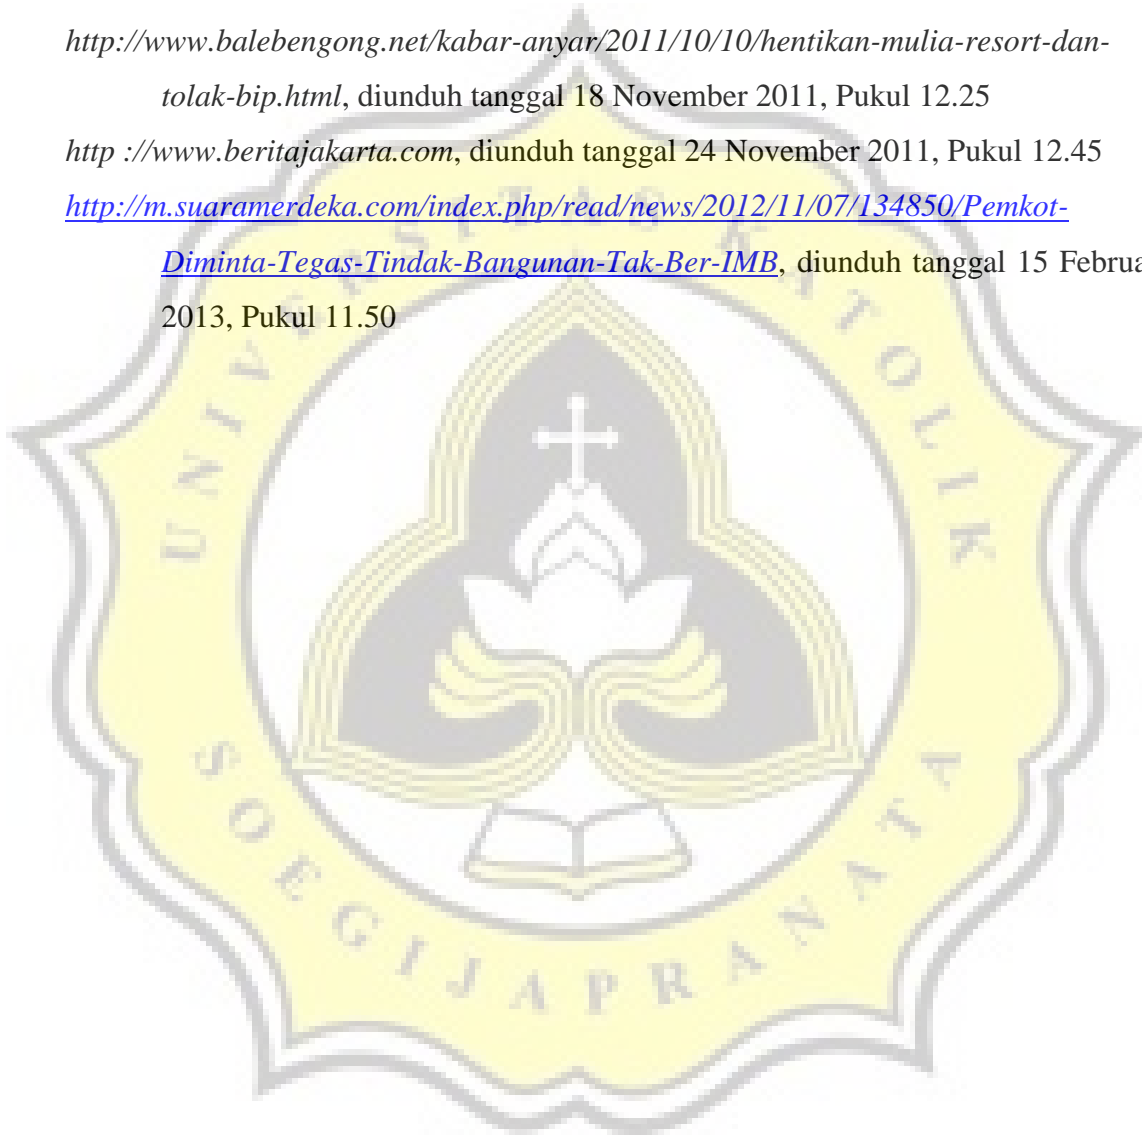 http://www.balebengong.net/kabar-anyar/2011/10/10/hentikan-mulia-resort-dan-
tolak-bip.html, diunduh tanggal 18 November 2011, Pukul 12.25
http ://www.beritajakarta.com, diunduh tanggal 24 November 2011, Pukul 12.45
http://m.suaramerdeka.com/index.php/read/news/2012/11/07/134850/Pemkot-
Diminta-Tegas-Tindak-Bangunan-Tak-Ber-IMB, diunduh tanggal 15 Februa
2013, Pukul 11.50
UNIVERSITAS KATOLIK
SOEGIJAPRANATA